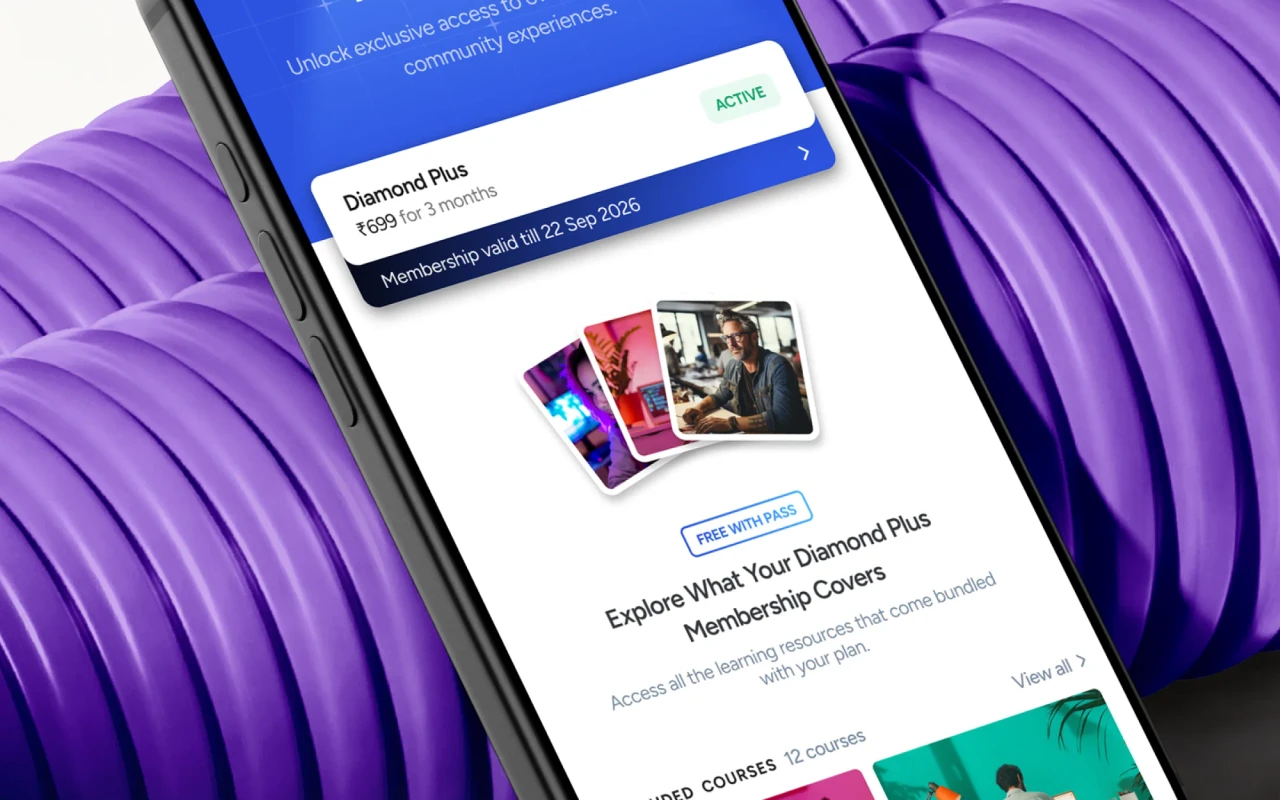 Unlock exclusive access to
community experiences.
ACTIVE
Diamond Plus
₹699 for 3 months
Membership valid till 22 Sep 2026
FREE WITH PASS
Explore What Your Diamond Plus
Membership Covers
Access all the learning resources that come bundled
with your plan.
View all
COURSES 12 courses